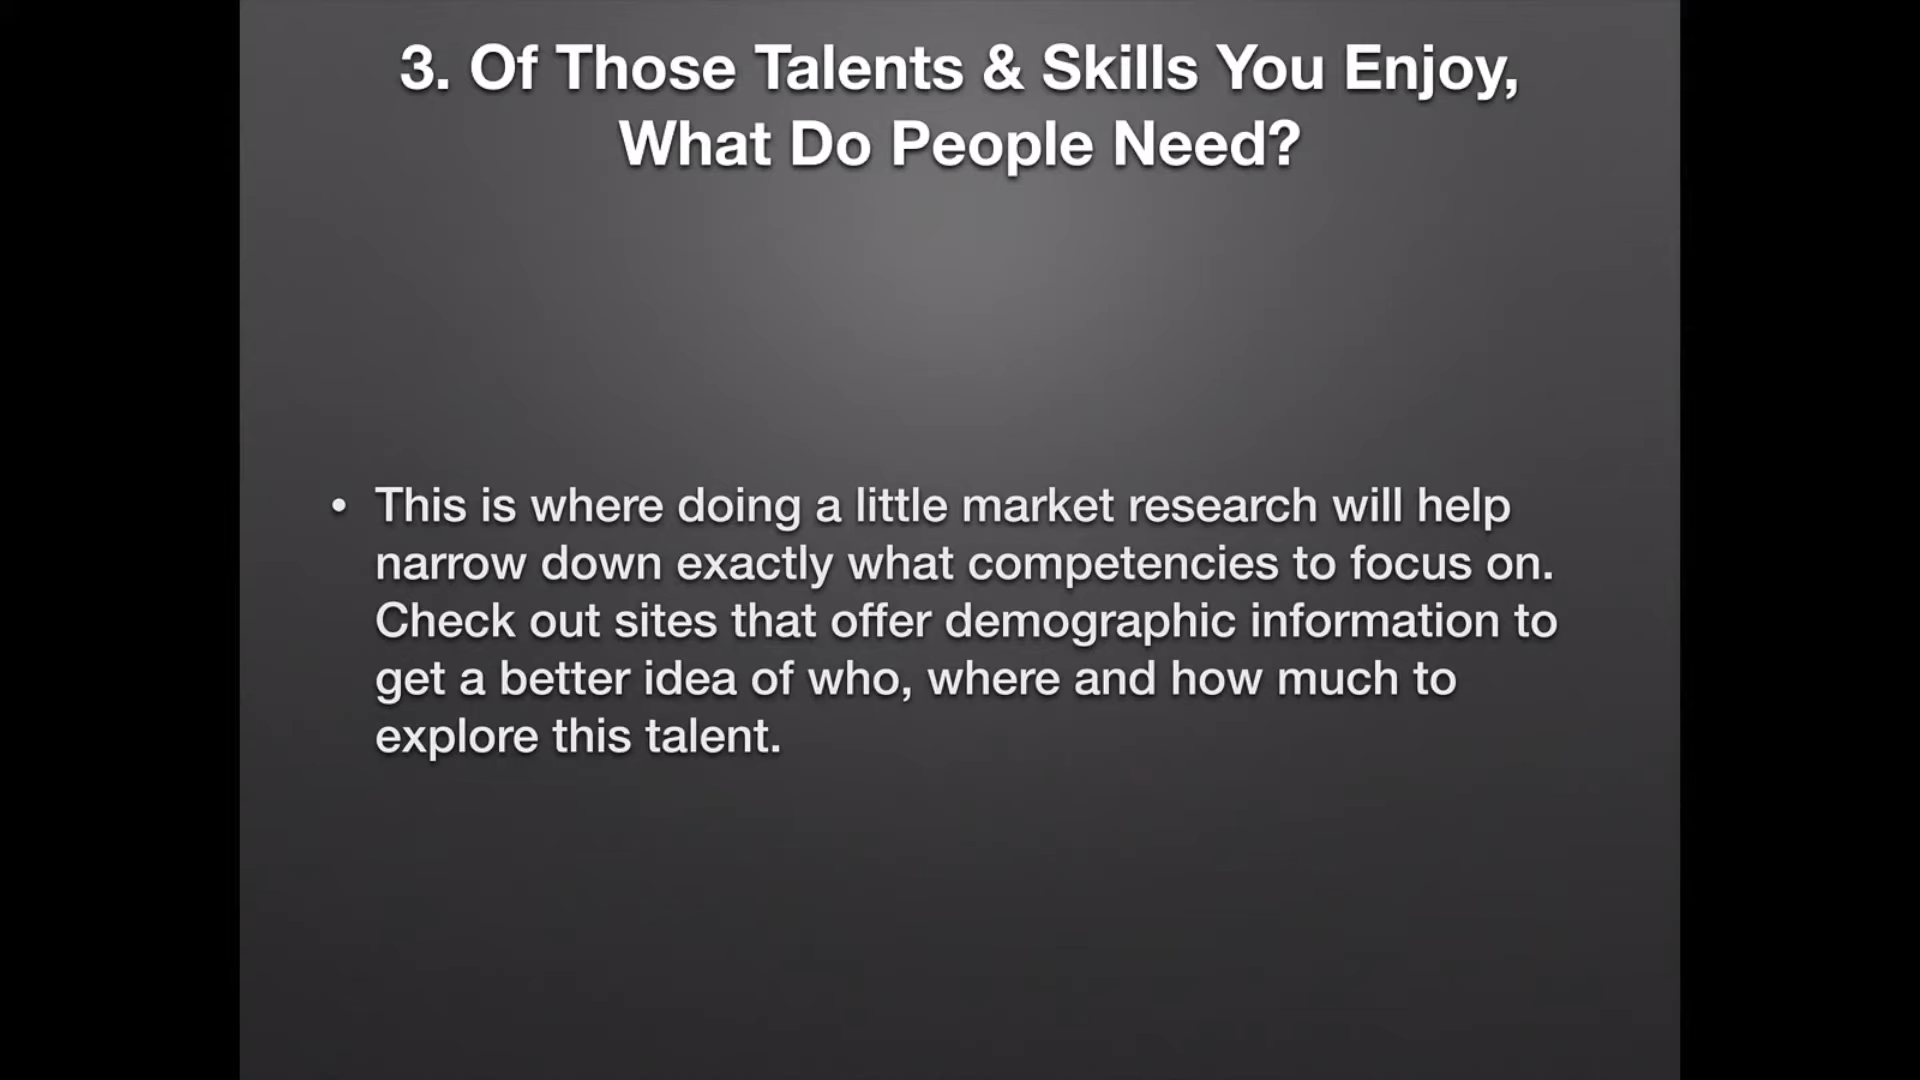 3. Of Those Talents & Skills You Enjoy,
What Do People Need?
• This is where doing a little market research will help
narrow down exactly what competencies to focus on.
Check out sites that offer demographic information to
get a better idea of who, where and how much to
explore this talent.